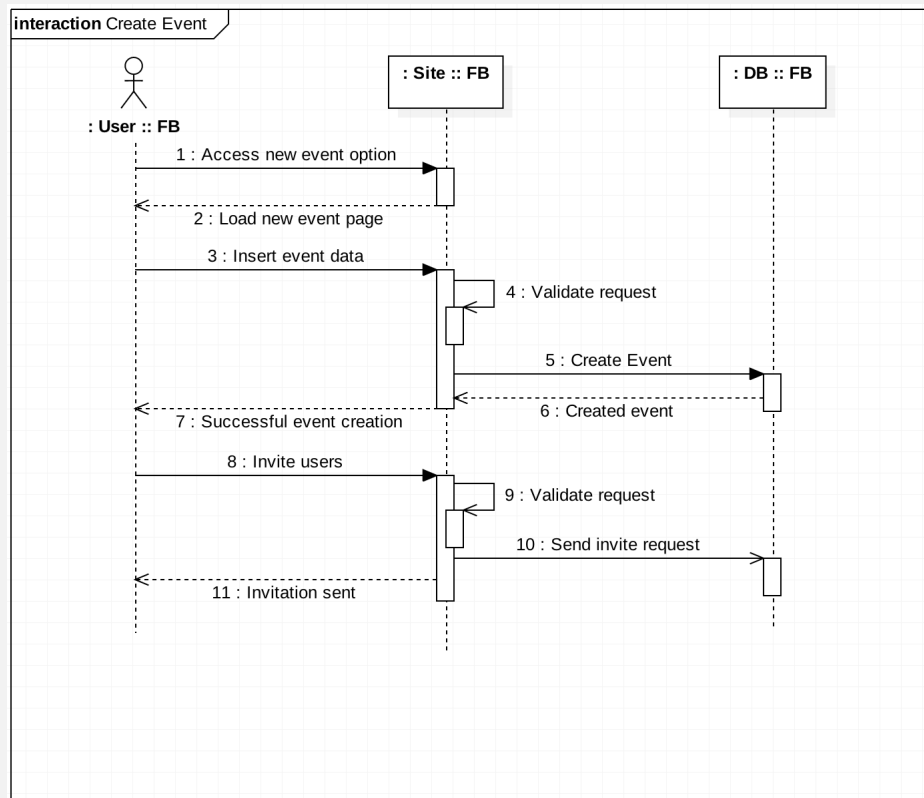 interaction Create Event
: User :: FB
: Site :: FB
: DB :: FB
1 : Access new event option
2 : Load new event page
3 : Insert event data
4 : Validate request
5 : Create Event
6 : Created event
7 : Successful event creation
8 : Invite users
9 : Validate request
10 : Send invite request
11 : Invitation sent